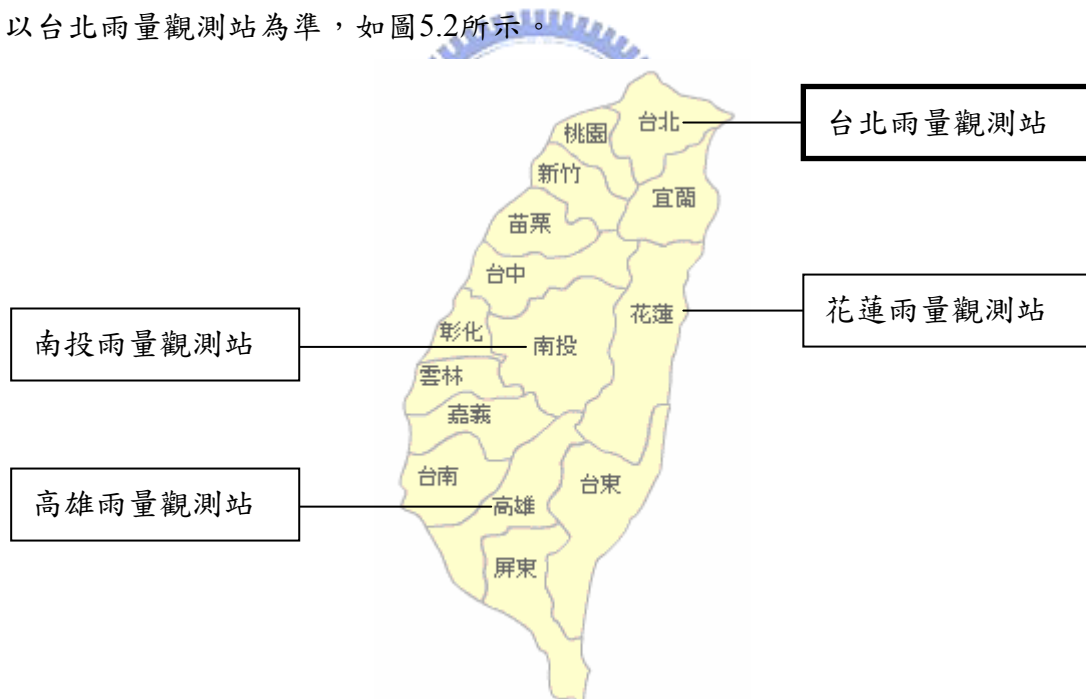 以台北雨量觀測站為準，如圖5.2所示。
台北
台北雨量觀測站
桃園
新竹
宜蘭
苗栗
台中
花蓮
花蓮雨量觀測站
彰化
南投
南投雨量觀測站
雲林
嘉義
台南
台東
高雄
高雄雨量觀測站
屏東